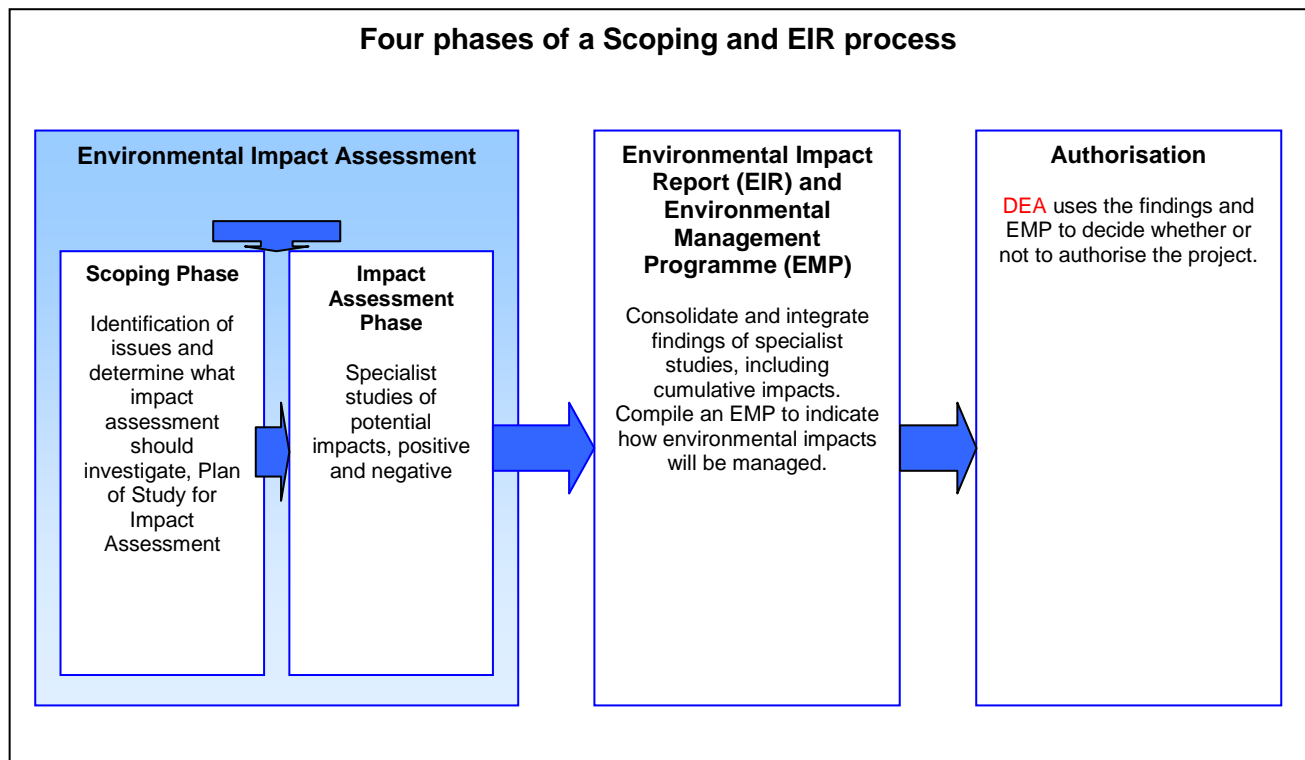 Four phases of a Scoping and EIR process
Environmental Impact Assessment
Scoping Phase
Identification of
issues and
determine what
impact
assessment
should
investigate, Plan
of Study for
Impact
Assessment
Impact
Assessment
Phase
Specialist
studies of
potential
impacts, positive
and negative
Environmental Impact
Report (EIR) and
Environmental
Management
Programme (EMP)
Consolidate and integrate
findings of specialist
studies, including
cumulative impacts.
Compile an EMP to indicate
how environmental impacts
will be managed.
Authorisation
DEA uses the findings and
EMP to decide whether or
not to authorise the project.